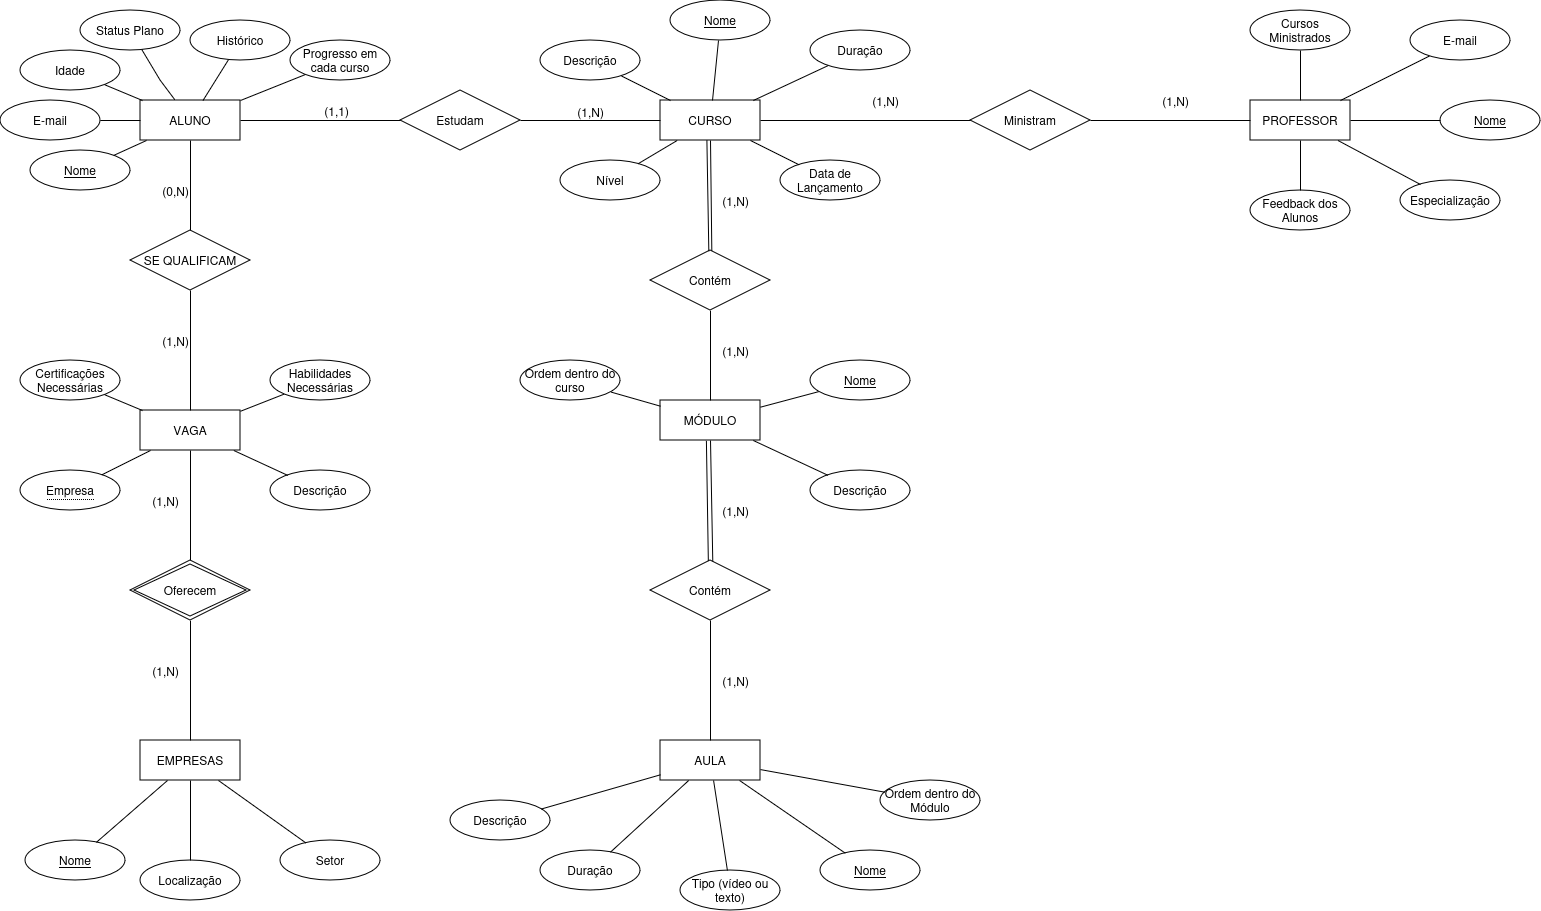 Nome
Status Plano
Histórico
Cursos
Ministrados
E-mail
Progresso em
cada curso
Descrição
Duração
Idade
(1,1)
(1,N)
(1,N)
(1,N)
E-mail
ALUNO
Estudam
CURSO
Ministram
PROFESSOR
Nome
Nome
Nível
Data de
Lançamento
(0,N)
(1,N)
Feedback dos
Alunos
Especialização
SE QUALIFICAM
Contém
(1,N)
(1,N)
Certificações
Necessárias
Habilidades
Necessárias
Ordem dentro do
curso
Nome
VAGA
MÓDULO
Empresa
Descrição
Descrição
(1,N)
(1,N)
Oferecem
Contém
(1,N)
(1,N)
EMPRESAS
AULA
Ordem dentro do
Módulo
Descrição
Nome
Localização
Setor
Duração
Tipo (vídeo ou
texto)
Nome